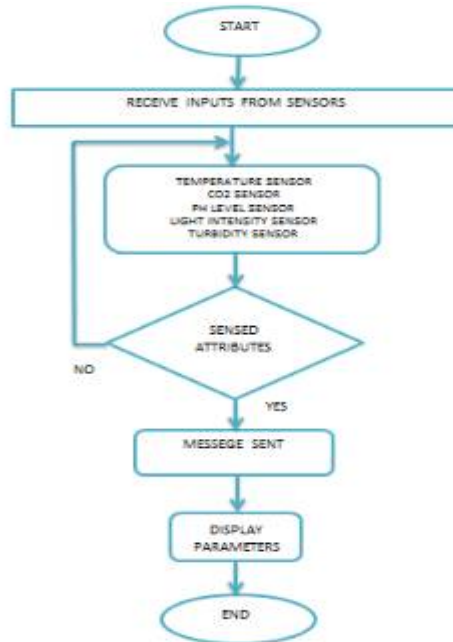 START
RECEIVE INPUTS FROM SENSORS
TEMPERATURE SENSOR
CO2 SENSOR
PH LEVEL SENSOR
LIGHT INTENSITY SENSOR
TURBIDITY SENSOR
SENSED
ATTRIBUTES
NO
YES
MESSEGE SENT
DISPLAY
PARAMETERS
END